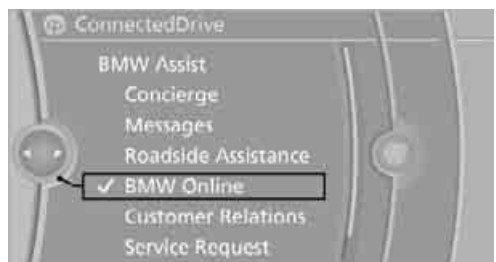 ConnectedDrive
BMW Assist
Concierge
Messages
Roadside Assistance
✓ BMW Online
Customer Relations
Service Request